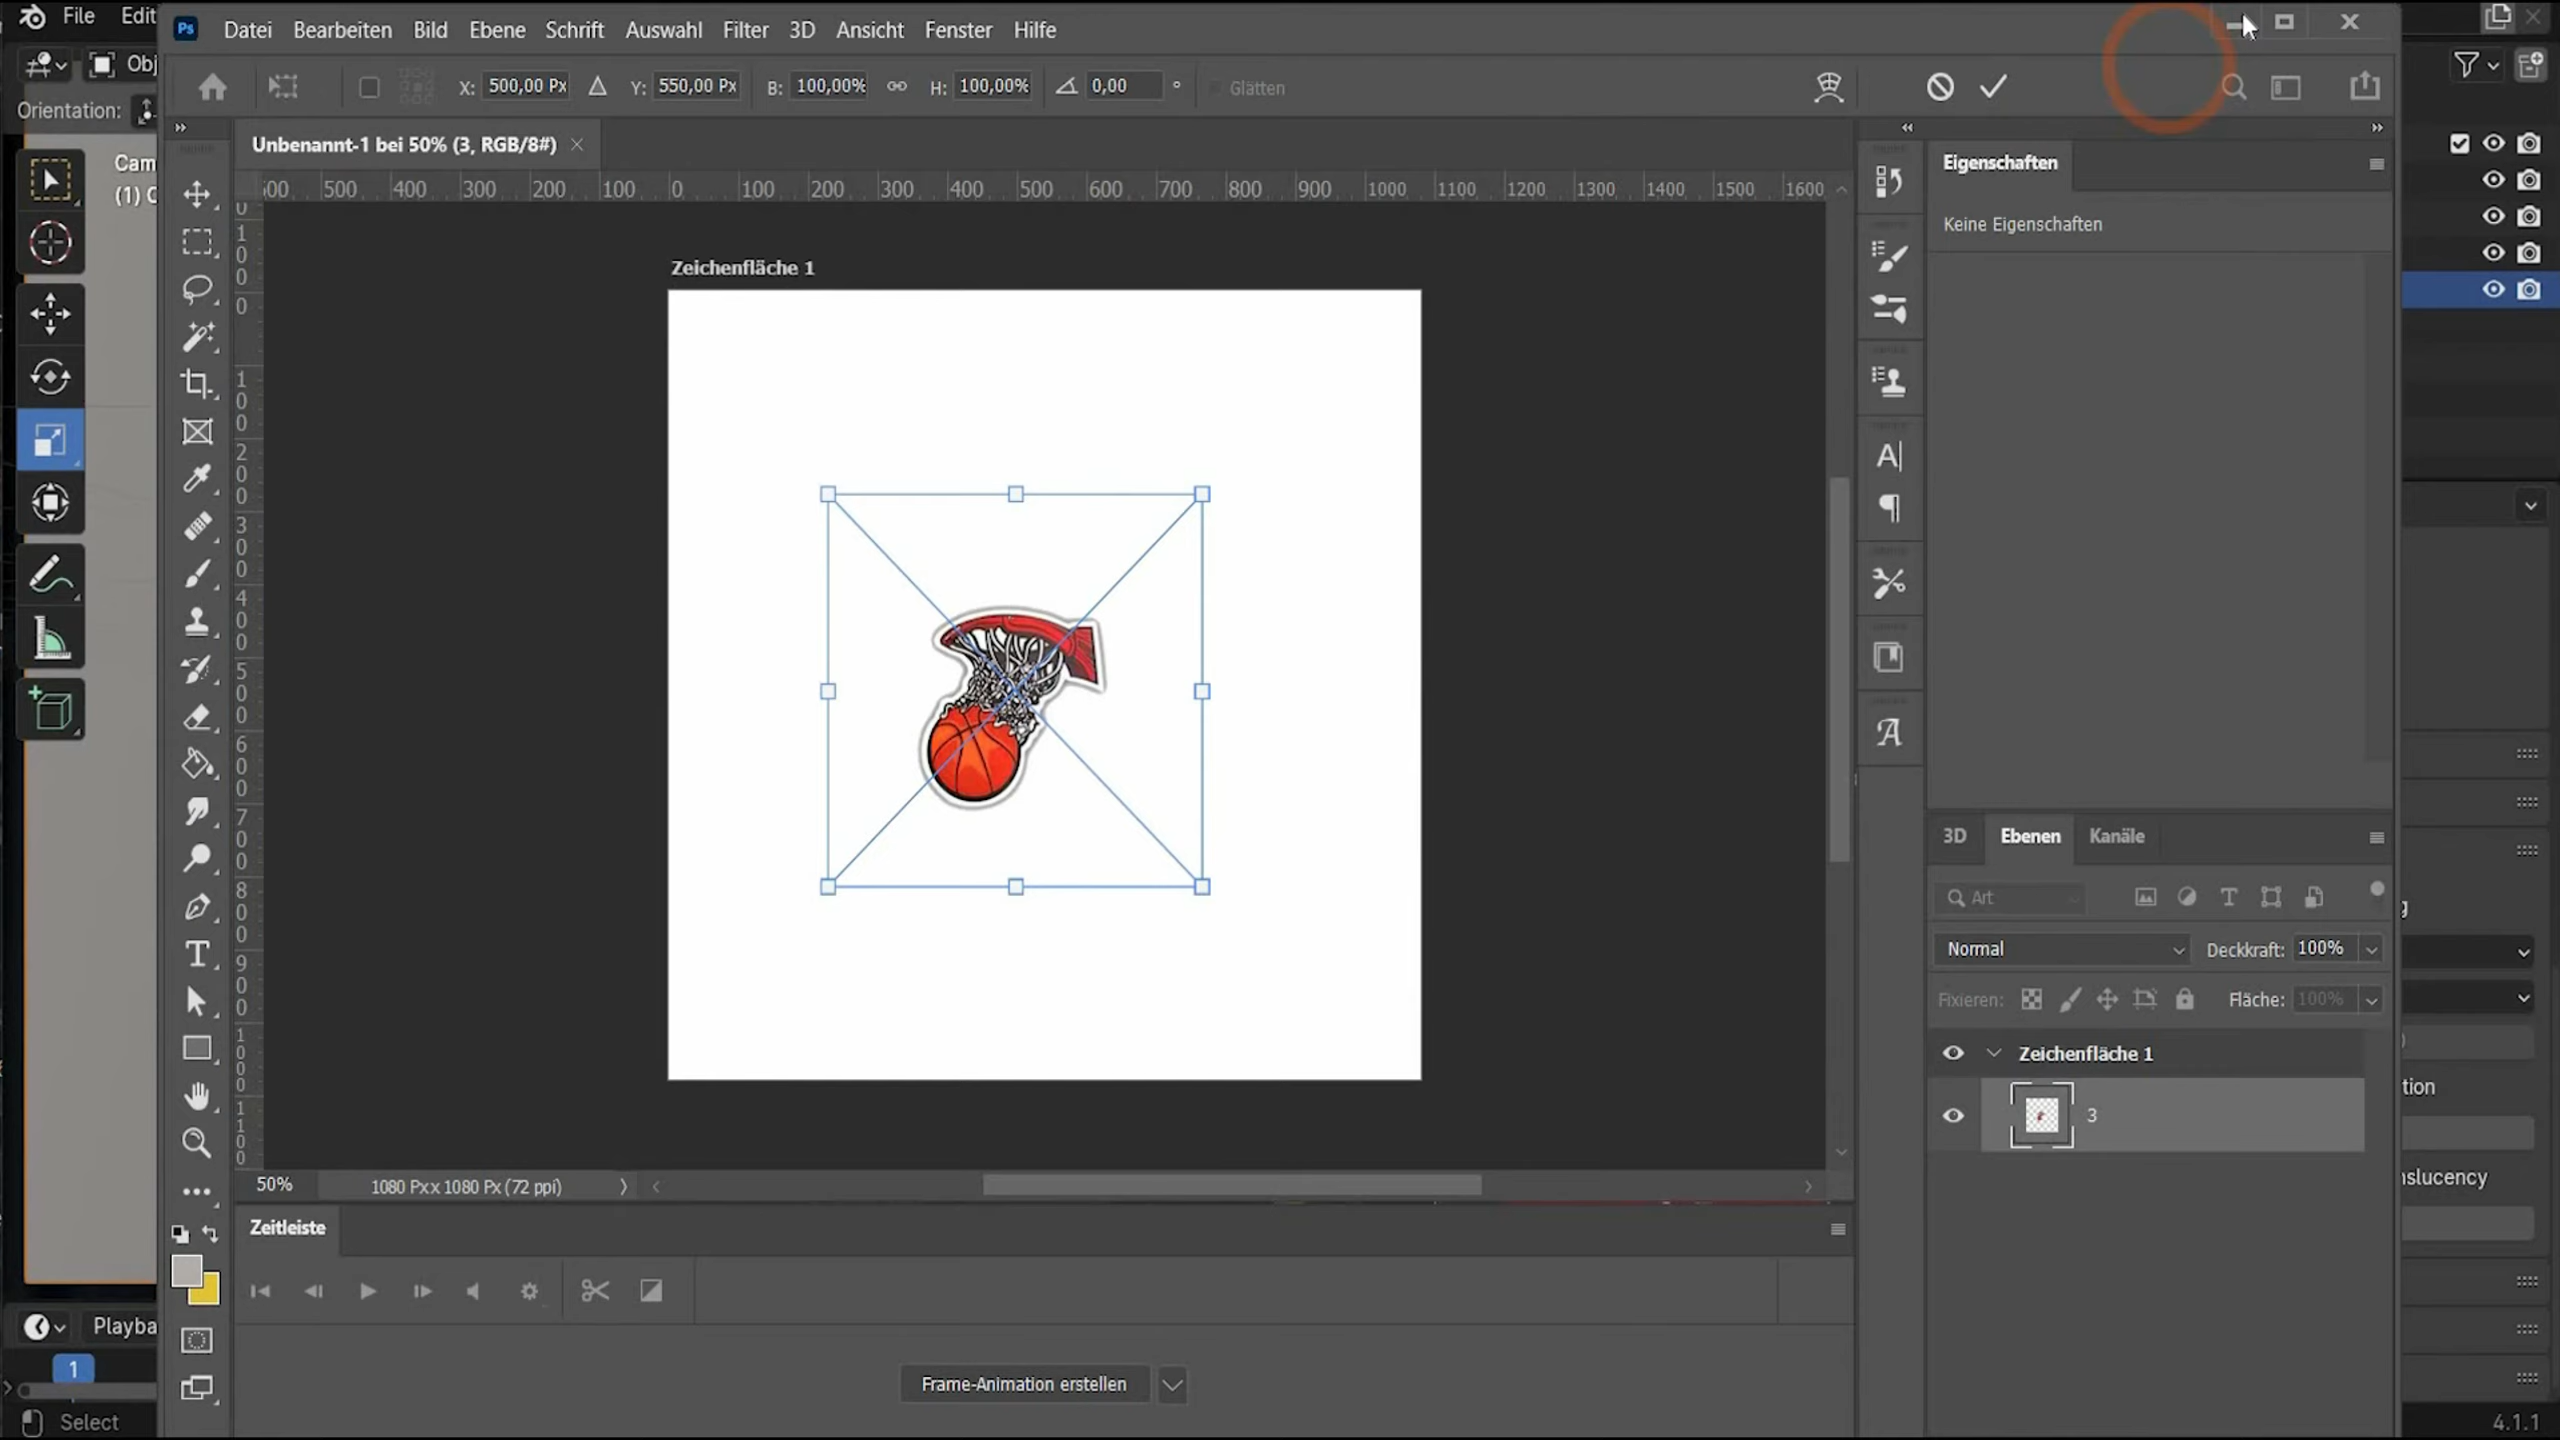 File Edit
Datei Bearbeiten Bild Ebene Schrift Auswahl Filter 3D Ansicht Fenster Hilfe
Obj
X: 500,00 Px Y: 550,00 Px B: 100,00% H: 100,00% 0,00 ° Glätten
Orientation:
Unbenannt-1 bei 50% (3, RGB/8#)
Cam
(1) C
500 400 300 200 100 0 100 200 300 400 500 600 700 800 900 1000 1100 1200 1300 1400 1500 1600
Eigenschaften
Keine Eigenschaften
Zeichenfläche 1
3D Ebenen Kanäle
Art
Normal Deckkraft: 100%
Fixieren: Fläche: 100%
Zeichenfläche 1
3
tion
slucency
50% 1080 Px x 1080 Px (72 ppi)
Zeitleiste
Playba
1
Frame-Animation erstellen
Select
4.1.1